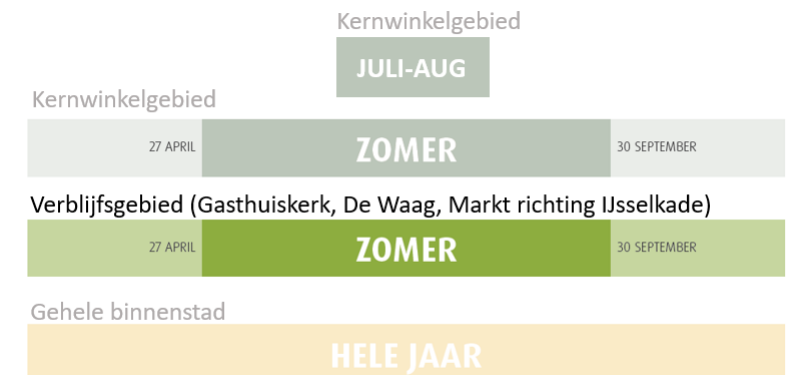 Kernwinkelgebied
JULI-AUG
Kernwinkelgebied
27 APRIL ZOMER 30 SEPTEMBER
Verblijfsgebied (Gasthuiskerk, De Waag, Markt richting IJsselkade)
27 APRIL ZOMER 30 SEPTEMBER
Gehele binnenstad
HELE JAAR